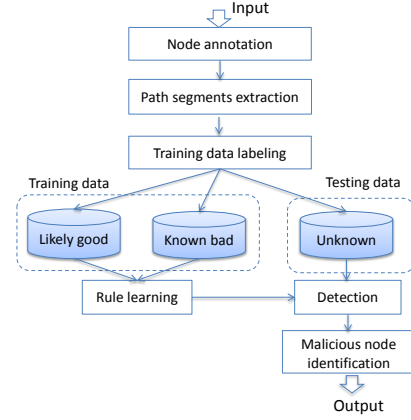 Input
Node annotation
Path segments extraction
Training data labeling
Training data
Testing data
Likely good
Known bad
Unknown
Rule learning
Detection
Malicious node
identification
Output